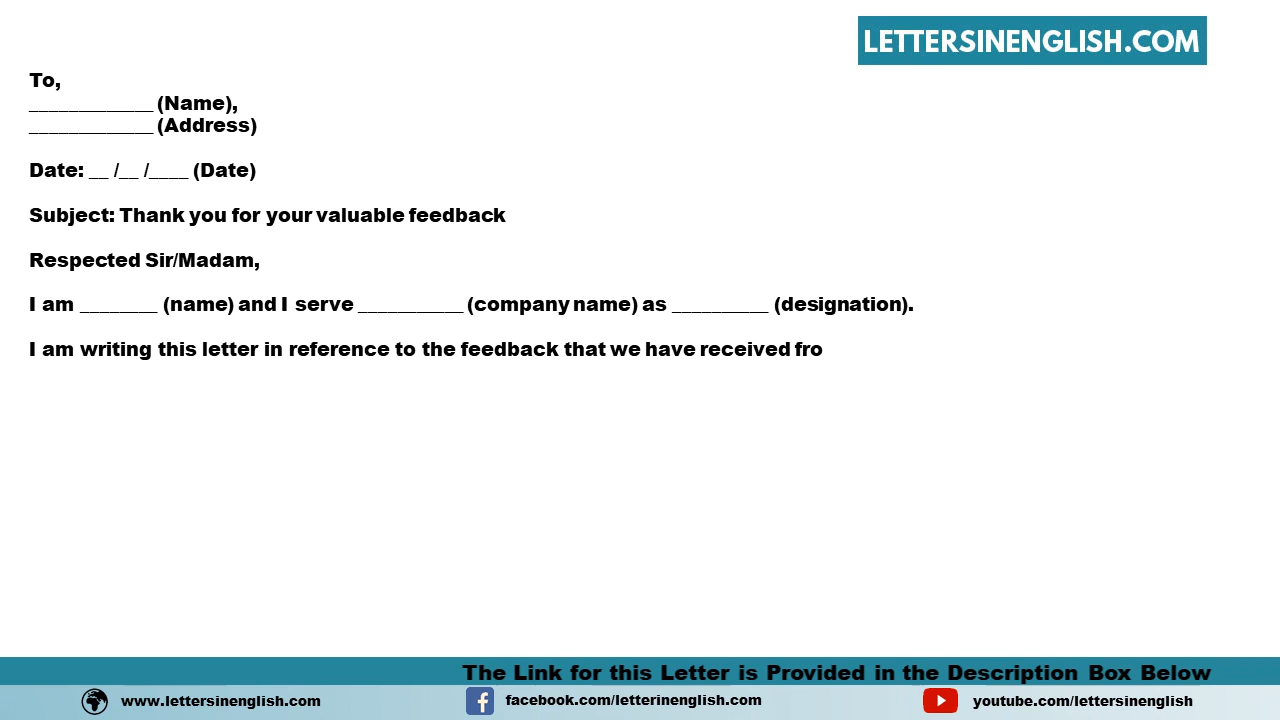 LETTERSINENGLISH.COM
To,
_____________ (Name),
_____________ (Address)
Date: __ /__ /____ (Date)
Subject: Thank you for your valuable feedback
Respected Sir/Madam,
I am ________ (name) and I serve ___________ (company name) as __________ (designation).
I am writing this letter in reference to the feedback that we have received fro
The Link for this Letter is Provided in the Description Box Below
www.lettersinenglish.com
facebook.com/letterinenglish.com
youtube.com/lettersinenglish